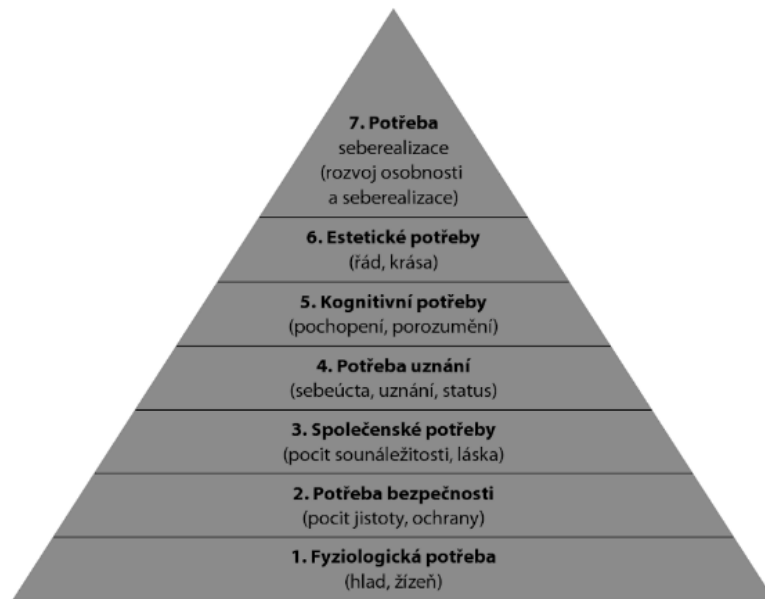 7. Potřeba
seberealizace
(rozvoj osobnosti
a seberealizace)
6. Estetické potřeby
(řád, krása)
5. Kognitivní potřeby
(pochopení, porozumění)
4. Potřeba uznání
(sebeúcta, uznání, status)
3. Společenské potřeby
(pocit sounáležitosti, láska)
2. Potřeba bezpečnosti
(pocit jistoty, ochrany)
1. Fyziologická potřeba
(hlad, žízeň)